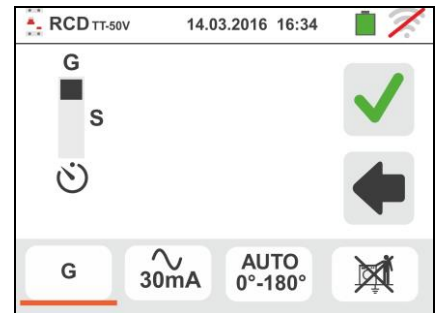 RCD TT-50V 14.03.2016 16:34
G
S
G 30mA AUTO
0°-180°